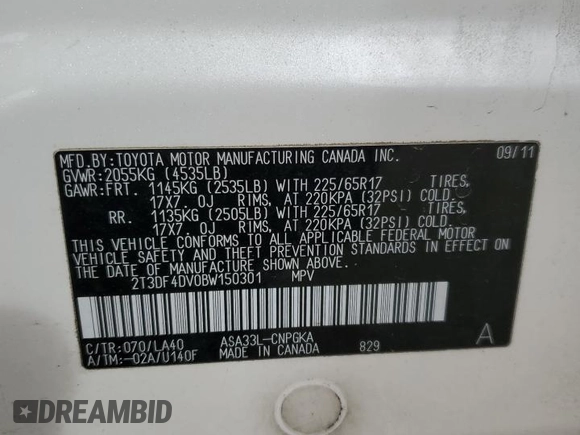 MFD.BY:TOYOTA MOTOR MANUFACTURING CANADA INC. 09/11
GVWR:2055KG (4535LB)
GAWR:FRT. 1145KG (2535LB) WITH 225/65R17 — TIRES,
17X7.0J RIMS, AT 220KPA (32PSI) COLD.
RR. 1135KG (2505LB) WITH 225/65R17 — TIRES,
17X7.0J RIMS, AT 220KPA (32PSI) COLD.
THIS VEHICLE CONFORMS TO ALL APPLICABLE FEDERAL MOTOR
VEHICLE SAFETY AND THEFT PREVENTION STANDARDS IN EFFECT ON
THE DATE OF MANUFACTURE SHOWN ABOVE.
2T3DF4DV0BW150301 MPV
C/TR:070/LA40 ASA33L-CNPGKA A
A/TM:-02A/U140F MADE IN CANADA 829
DREAMBID